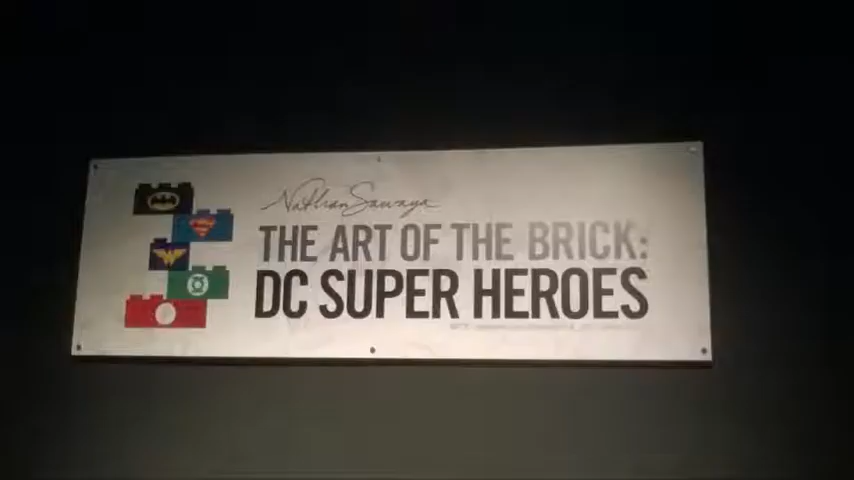 Nathan Sawaya
THE ART OF THE BRICK:
DC SUPER HEROES